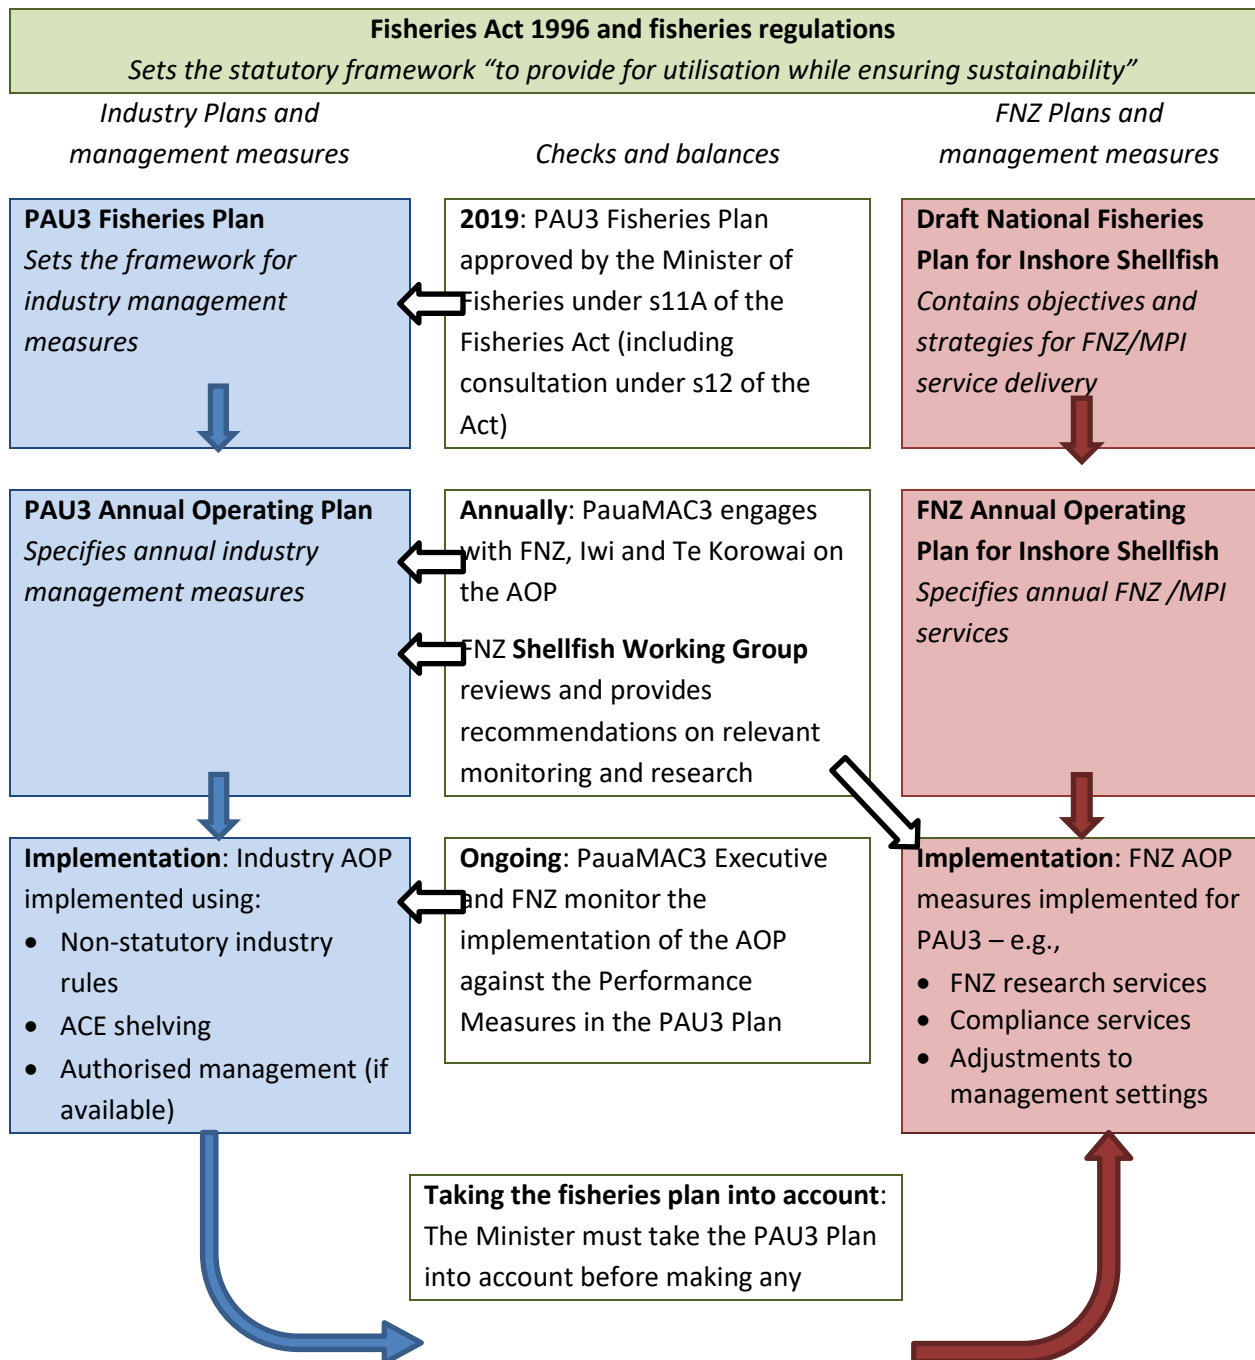 Fisheries Act 1996 and fisheries regulations
Sets the statutory framework “to provide for utilisation while ensuring sustainability”
Industry Plans and
management measures
Checks and balances
FNZ Plans and
management measures
PAU3 Fisheries Plan
Sets the framework for
industry management
measures
2019: PAU3 Fisheries Plan
approved by the Minister of
Fisheries under s11A of the
Fisheries Act (including
consultation under s12 of the
Act)
Draft National Fisheries
Plan for Inshore Shellfish
Contains objectives and
strategies for FNZ/MPI
service delivery
PAU3 Annual Operating Plan
Specifies annual industry
management measures
Annually: PauaMAC3 engages
with FNZ, Iwi and Te Korowai on
the AOP
FNZ Shellfish Working Group
reviews and provides
recommendations on relevant
monitoring and research
FNZ Annual Operating
Plan for Inshore Shellfish
Specifies annual FNZ /MPI
services
Implementation: Industry AOP
implemented using:
• Non-statutory industry
rules
• ACE shelving
• Authorised management (if
available)
Ongoing: PauaMAC3 Executive
and FNZ monitor the
implementation of the AOP
against the Performance
Measures in the PAU3 Plan
Implementation: FNZ AOP
measures implemented for
PAU3 – e.g.,
• FNZ research services
• Compliance services
• Adjustments to
management settings
Taking the fisheries plan into account:
The Minister must take the PAU3 Plan
into account before making any